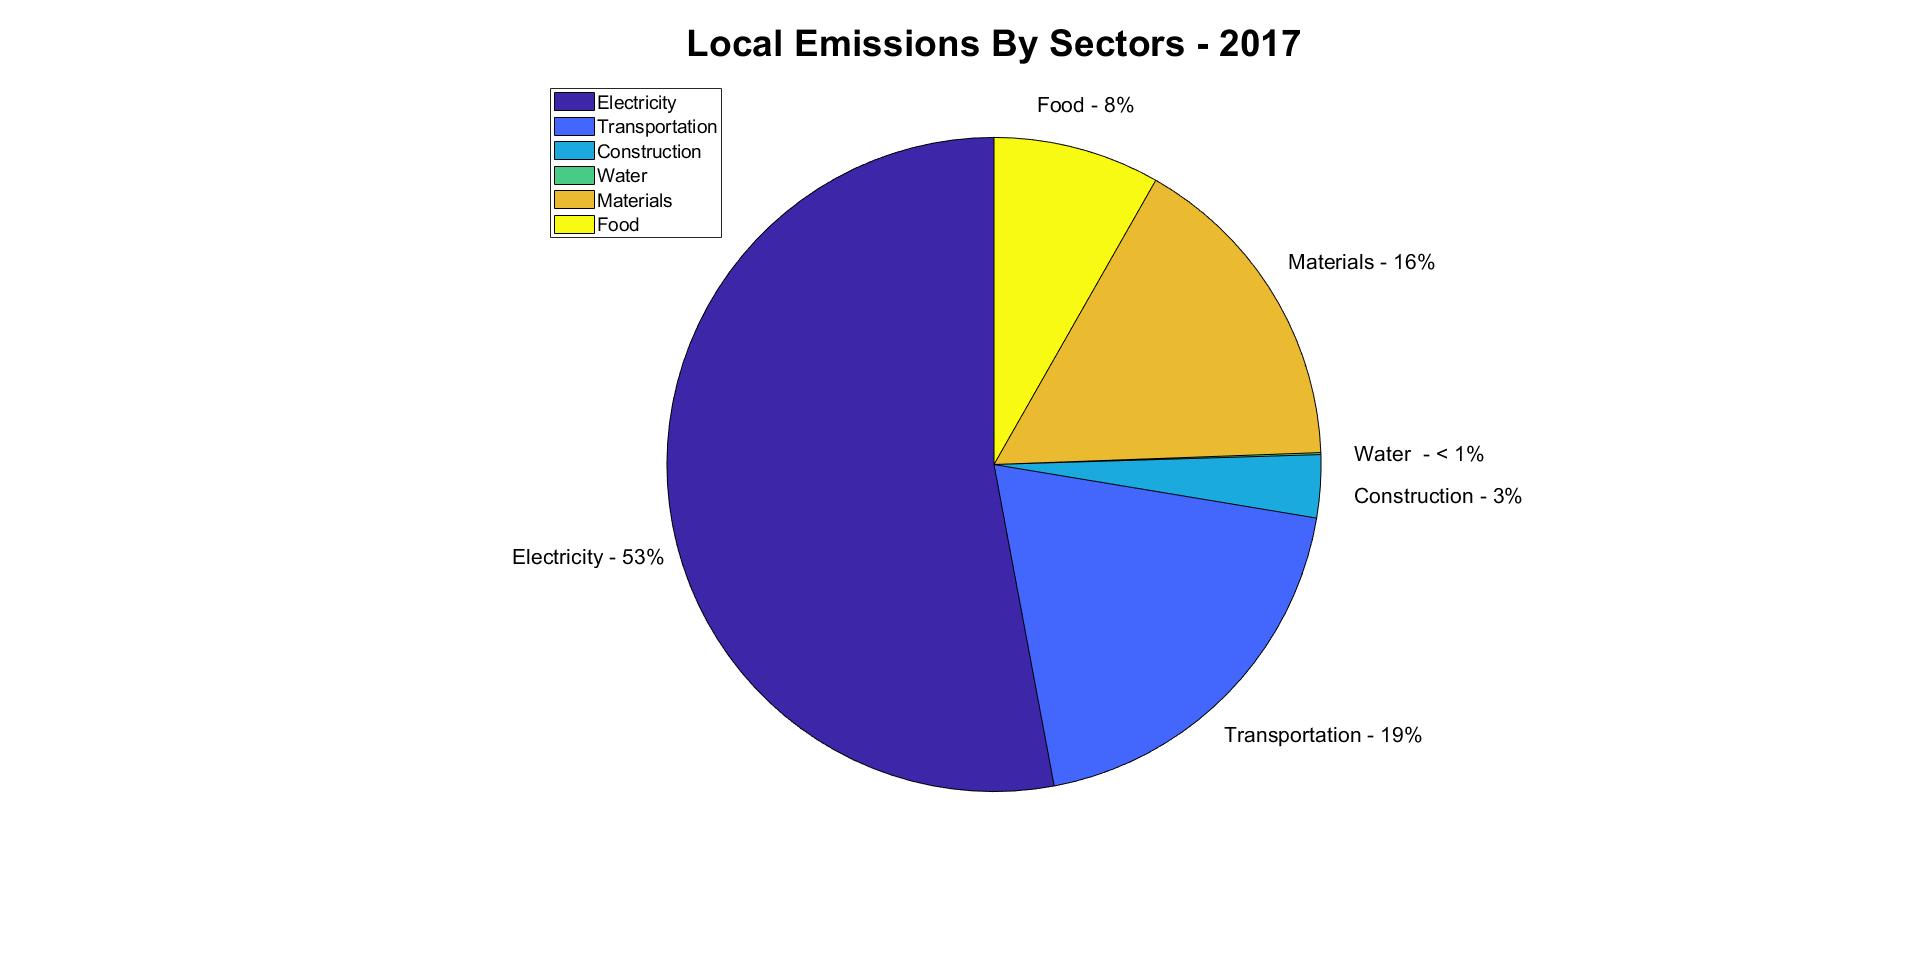 Local Emissions By Sectors - 2017
Electricity
Transportation
Construction
Water
Materials
Food
Food - 8%
Materials - 16%
Water  - < 1%
Construction - 3%
Electricity - 53%
Transportation - 19%